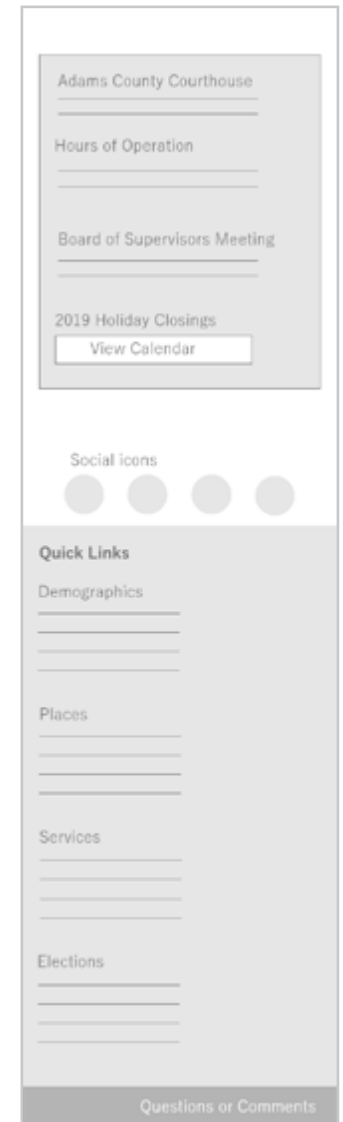 Adams County Courthouse
Hours of Operation
Board of Supervisors Meeting
2019 Holiday Closings
View Calendar
Social icons
Quick Links
Demographics
Places
Services
Elections
Questions or Comments